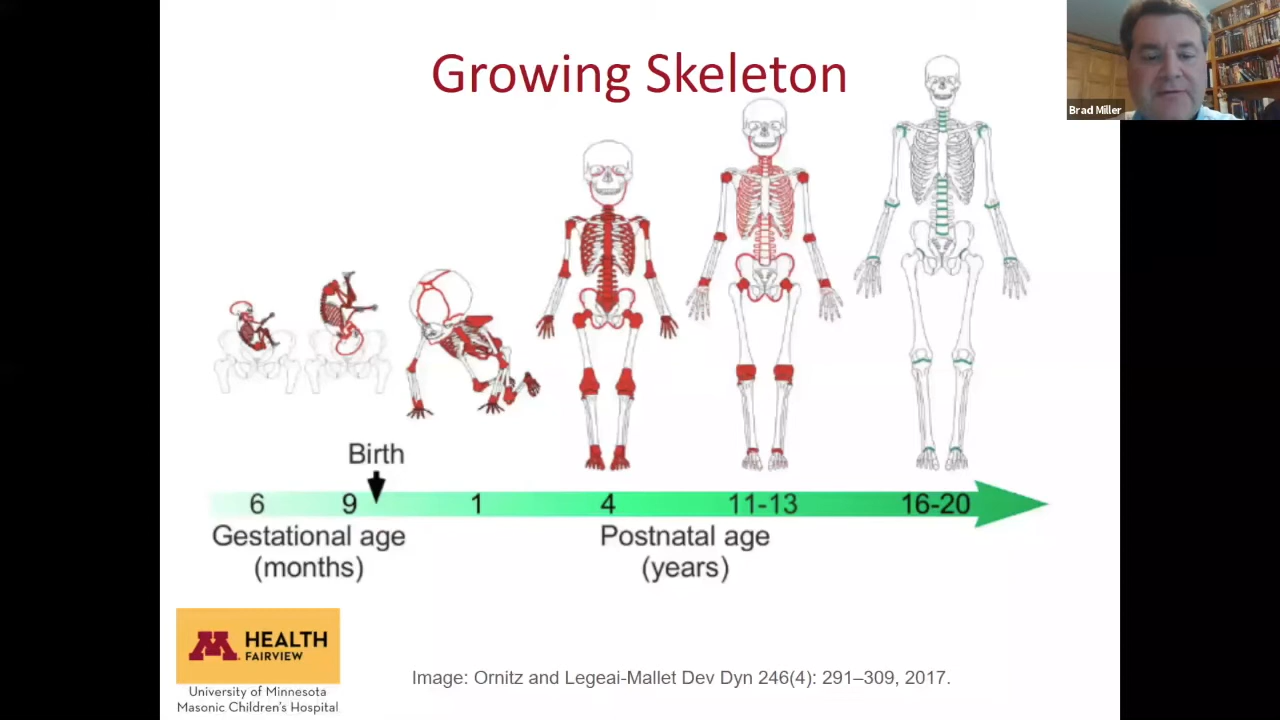 Growing Skeleton
Brad Miller
Birth
6 9 1 4 11-13 16-20
Gestational age
(months)
Postnatal age
(years)
M HEALTH
FAIRVIEW
University of Minnesota
Masonic Children's Hospital
Image: Ornitz and Legeai-Mallet Dev Dyn 246(4): 291–309, 2017.